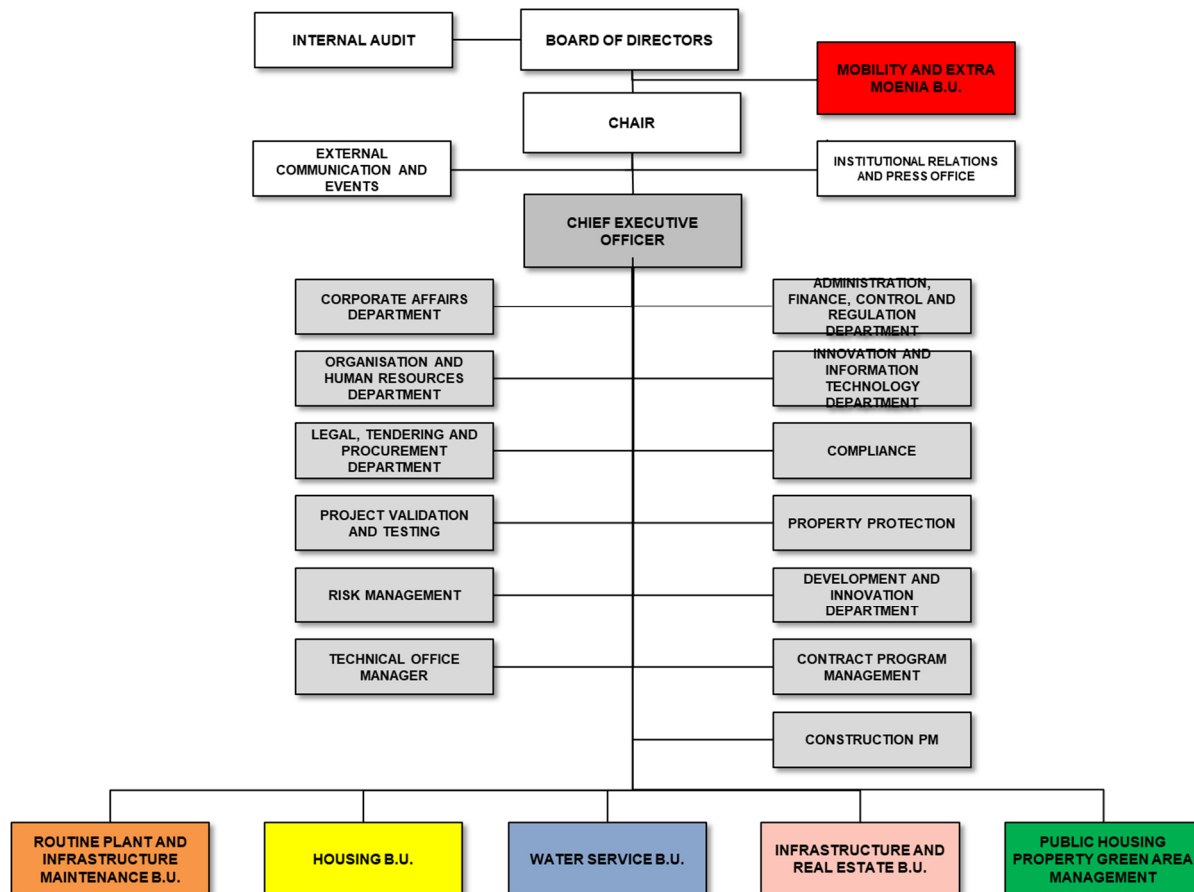 INTERNAL AUDIT
BOARD OF DIRECTORS
MOBILITY AND EXTRA
MOENIA B.U.
CHAIR
EXTERNAL
COMMUNICATION AND
EVENTS
INSTITUTIONAL RELATIONS
AND PRESS OFFICE
CHIEF EXECUTIVE
OFFICER
CORPORATE AFFAIRS
DEPARTMENT
ADMINISTRATION,
FINANCE, CONTROL AND
REGULATION
DEPARTMENT
ORGANISATION AND
HUMAN RESOURCES
DEPARTMENT
INNOVATION AND
INFORMATION
TECHNOLOGY
DEPARTMENT
LEGAL, TENDERING AND
PROCUREMENT
DEPARTMENT
COMPLIANCE
PROJECT VALIDATION
AND TESTING
PROPERTY PROTECTION
RISK MANAGEMENT
DEVELOPMENT AND
INNOVATION
DEPARTMENT
TECHNICAL OFFICE
MANAGER
CONTRACT PROGRAM
MANAGEMENT
CONSTRUCTION PM
ROUTINE PLANT AND
INFRASTRUCTURE
MAINTENANCE B.U.
HOUSING B.U.
WATER SERVICE B.U.
INFRASTRUCTURE AND
REAL ESTATE B.U.
PUBLIC HOUSING
PROPERTY GREEN AREA
MANAGEMENT